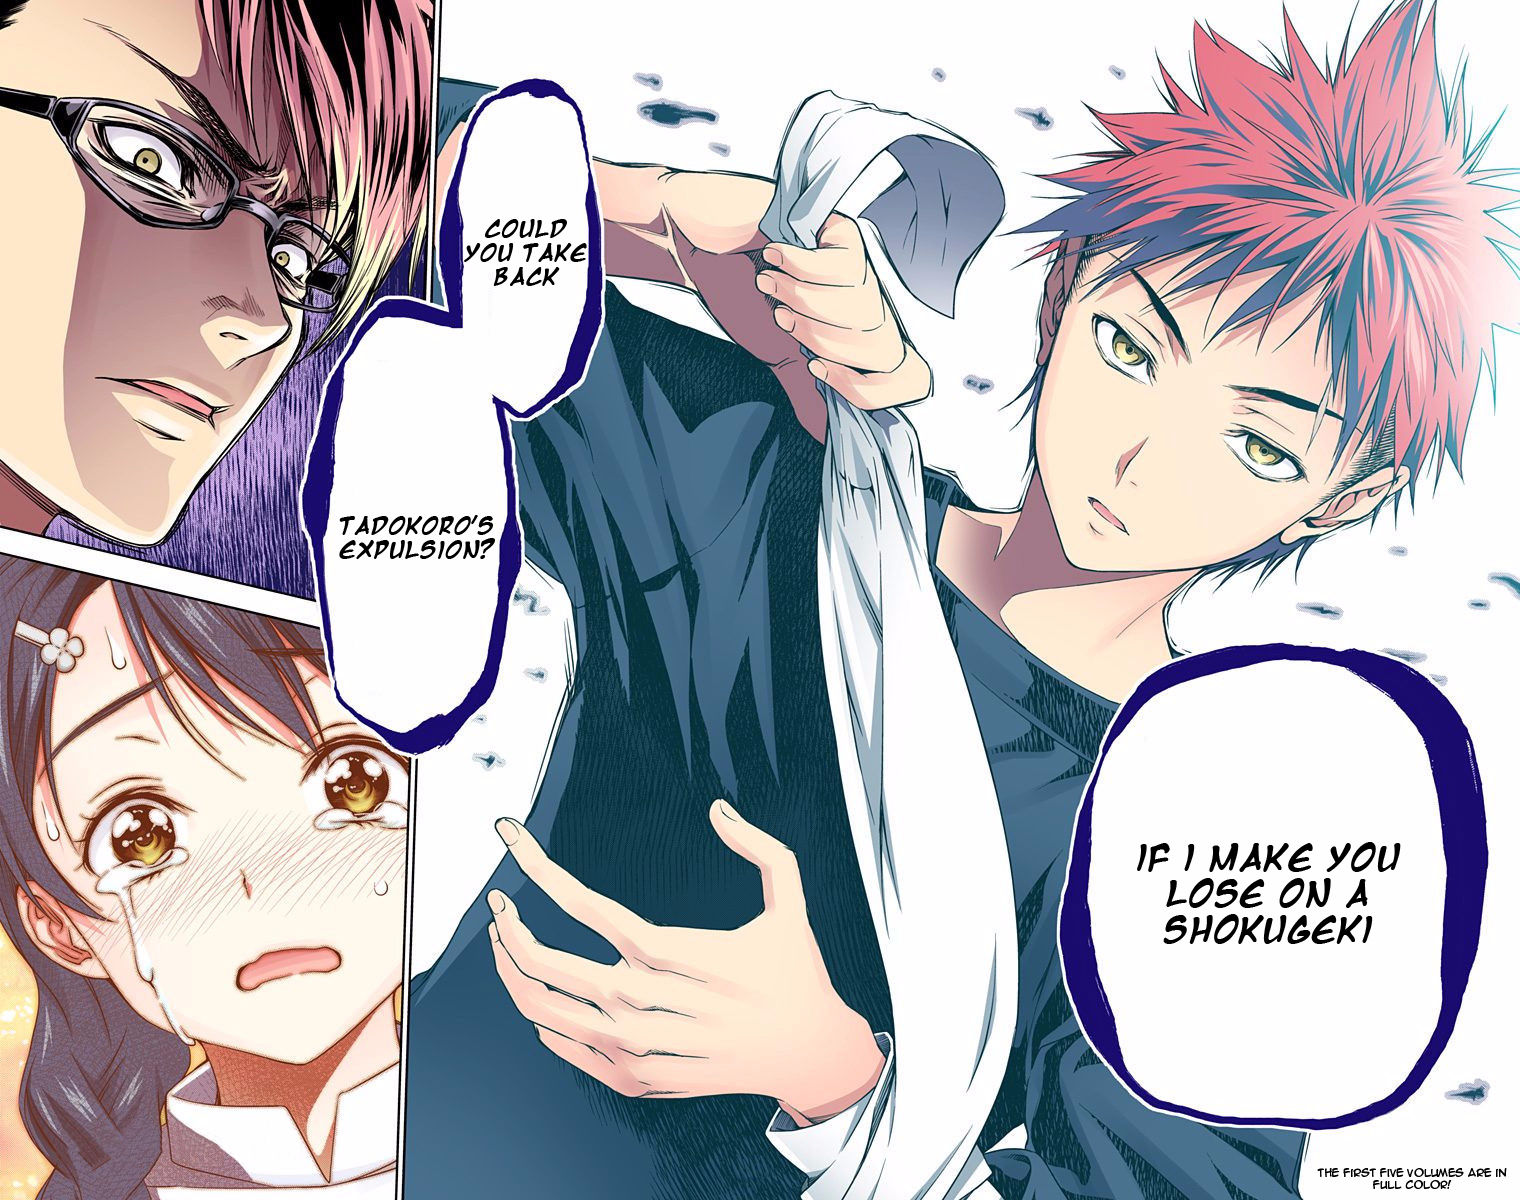 IF I MAKE YOU
LOSE ON A
SHOKUGEKI
COULD
YOU TAKE
BACK
TADOKORO'S
EXPULSION?
THE FIRST FIVE VOLUMES ARE IN
FULL COLOR!